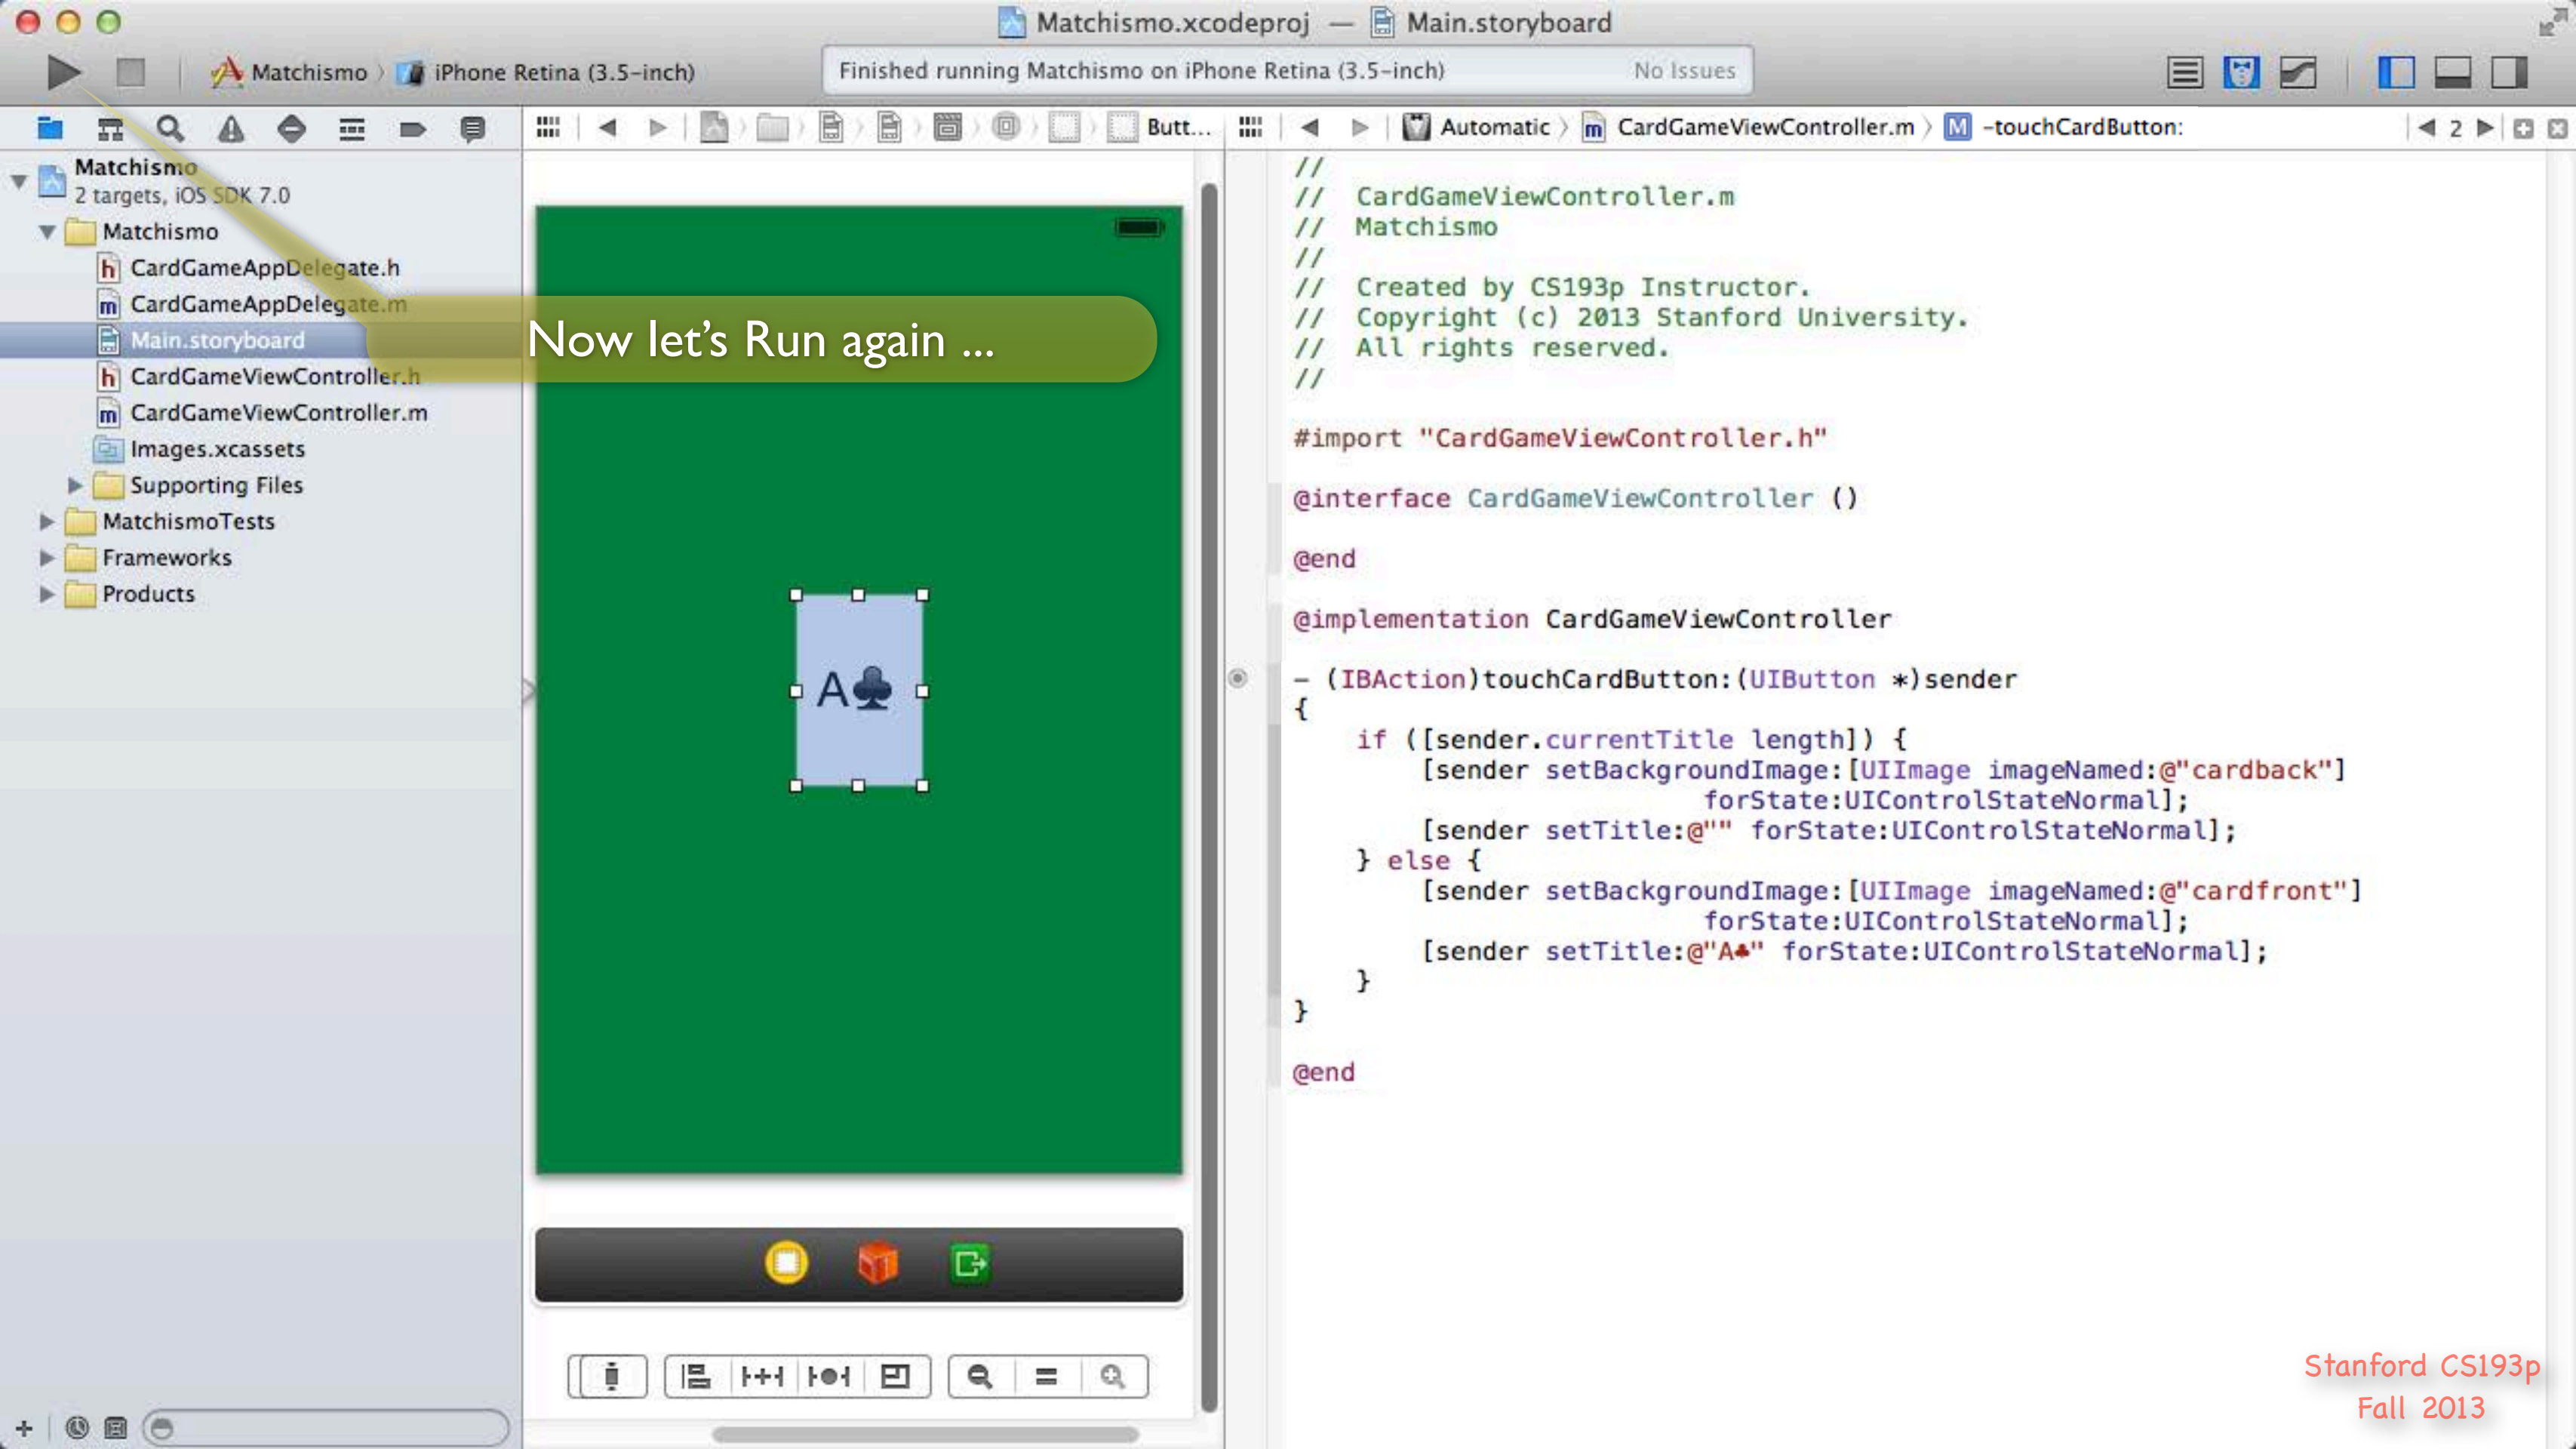 Matchismo.xcodeproj — Main.storyboard
Matchismo 〉 iPhone Retina (3.5-inch)
Finished running Matchismo on iPhone Retina (3.5-inch)
No Issues
Butt...
Automatic 〉 m CardGameViewController.m 〉 M -touchCardButton:
2
Matchismo
2 targets, iOS SDK 7.0
Matchismo
h CardGameAppDelegate.h
m CardGameAppDelegate.m
Main.storyboard
h CardGameViewController.h
m CardGameViewController.m
Images.xcassets
Supporting Files
MatchismoTests
Frameworks
Products
Now let's Run again ...
A♣
//
//  CardGameViewController.m
//  Matchismo
//
//  Created by CS193p Instructor.
//  Copyright (c) 2013 Stanford University.
//  All rights reserved.
//
#import "CardGameViewController.h"
@interface CardGameViewController ()
@end
@implementation CardGameViewController
- (IBAction)touchCardButton:(UIButton *)sender
{
    if ([sender.currentTitle length]) {
        [sender setBackgroundImage:[UIImage imageNamed:@"cardback"]
                          forState:UIControlStateNormal];
        [sender setTitle:@"" forState:UIControlStateNormal];
    } else {
        [sender setBackgroundImage:[UIImage imageNamed:@"cardfront"]
                          forState:UIControlStateNormal];
        [sender setTitle:@"A♣" forState:UIControlStateNormal];
    }
}
@end
Stanford CS193p
Fall 2013